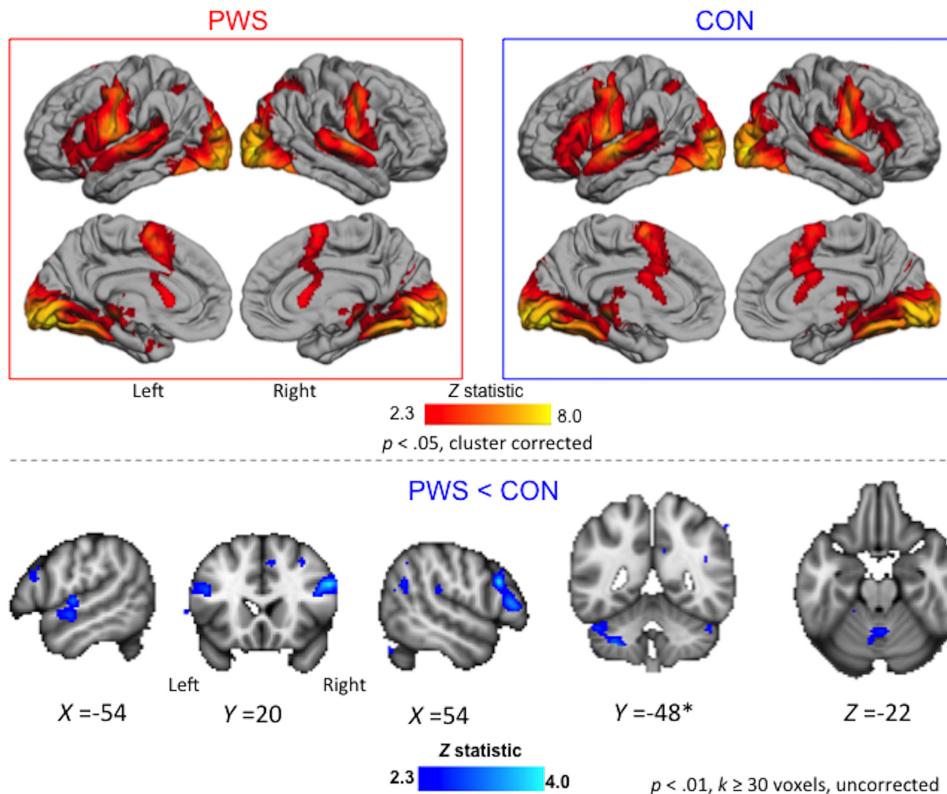 PWS CON
Left Right Z statistic
2.3 8.0
p < .05, cluster corrected
PWS < CON
Left Right
X =-54 Y =20 X =54 Y =-48* Z =-22
Z statistic
2.3 4.0
p < .01, k ≥ 30 voxels, uncorrected